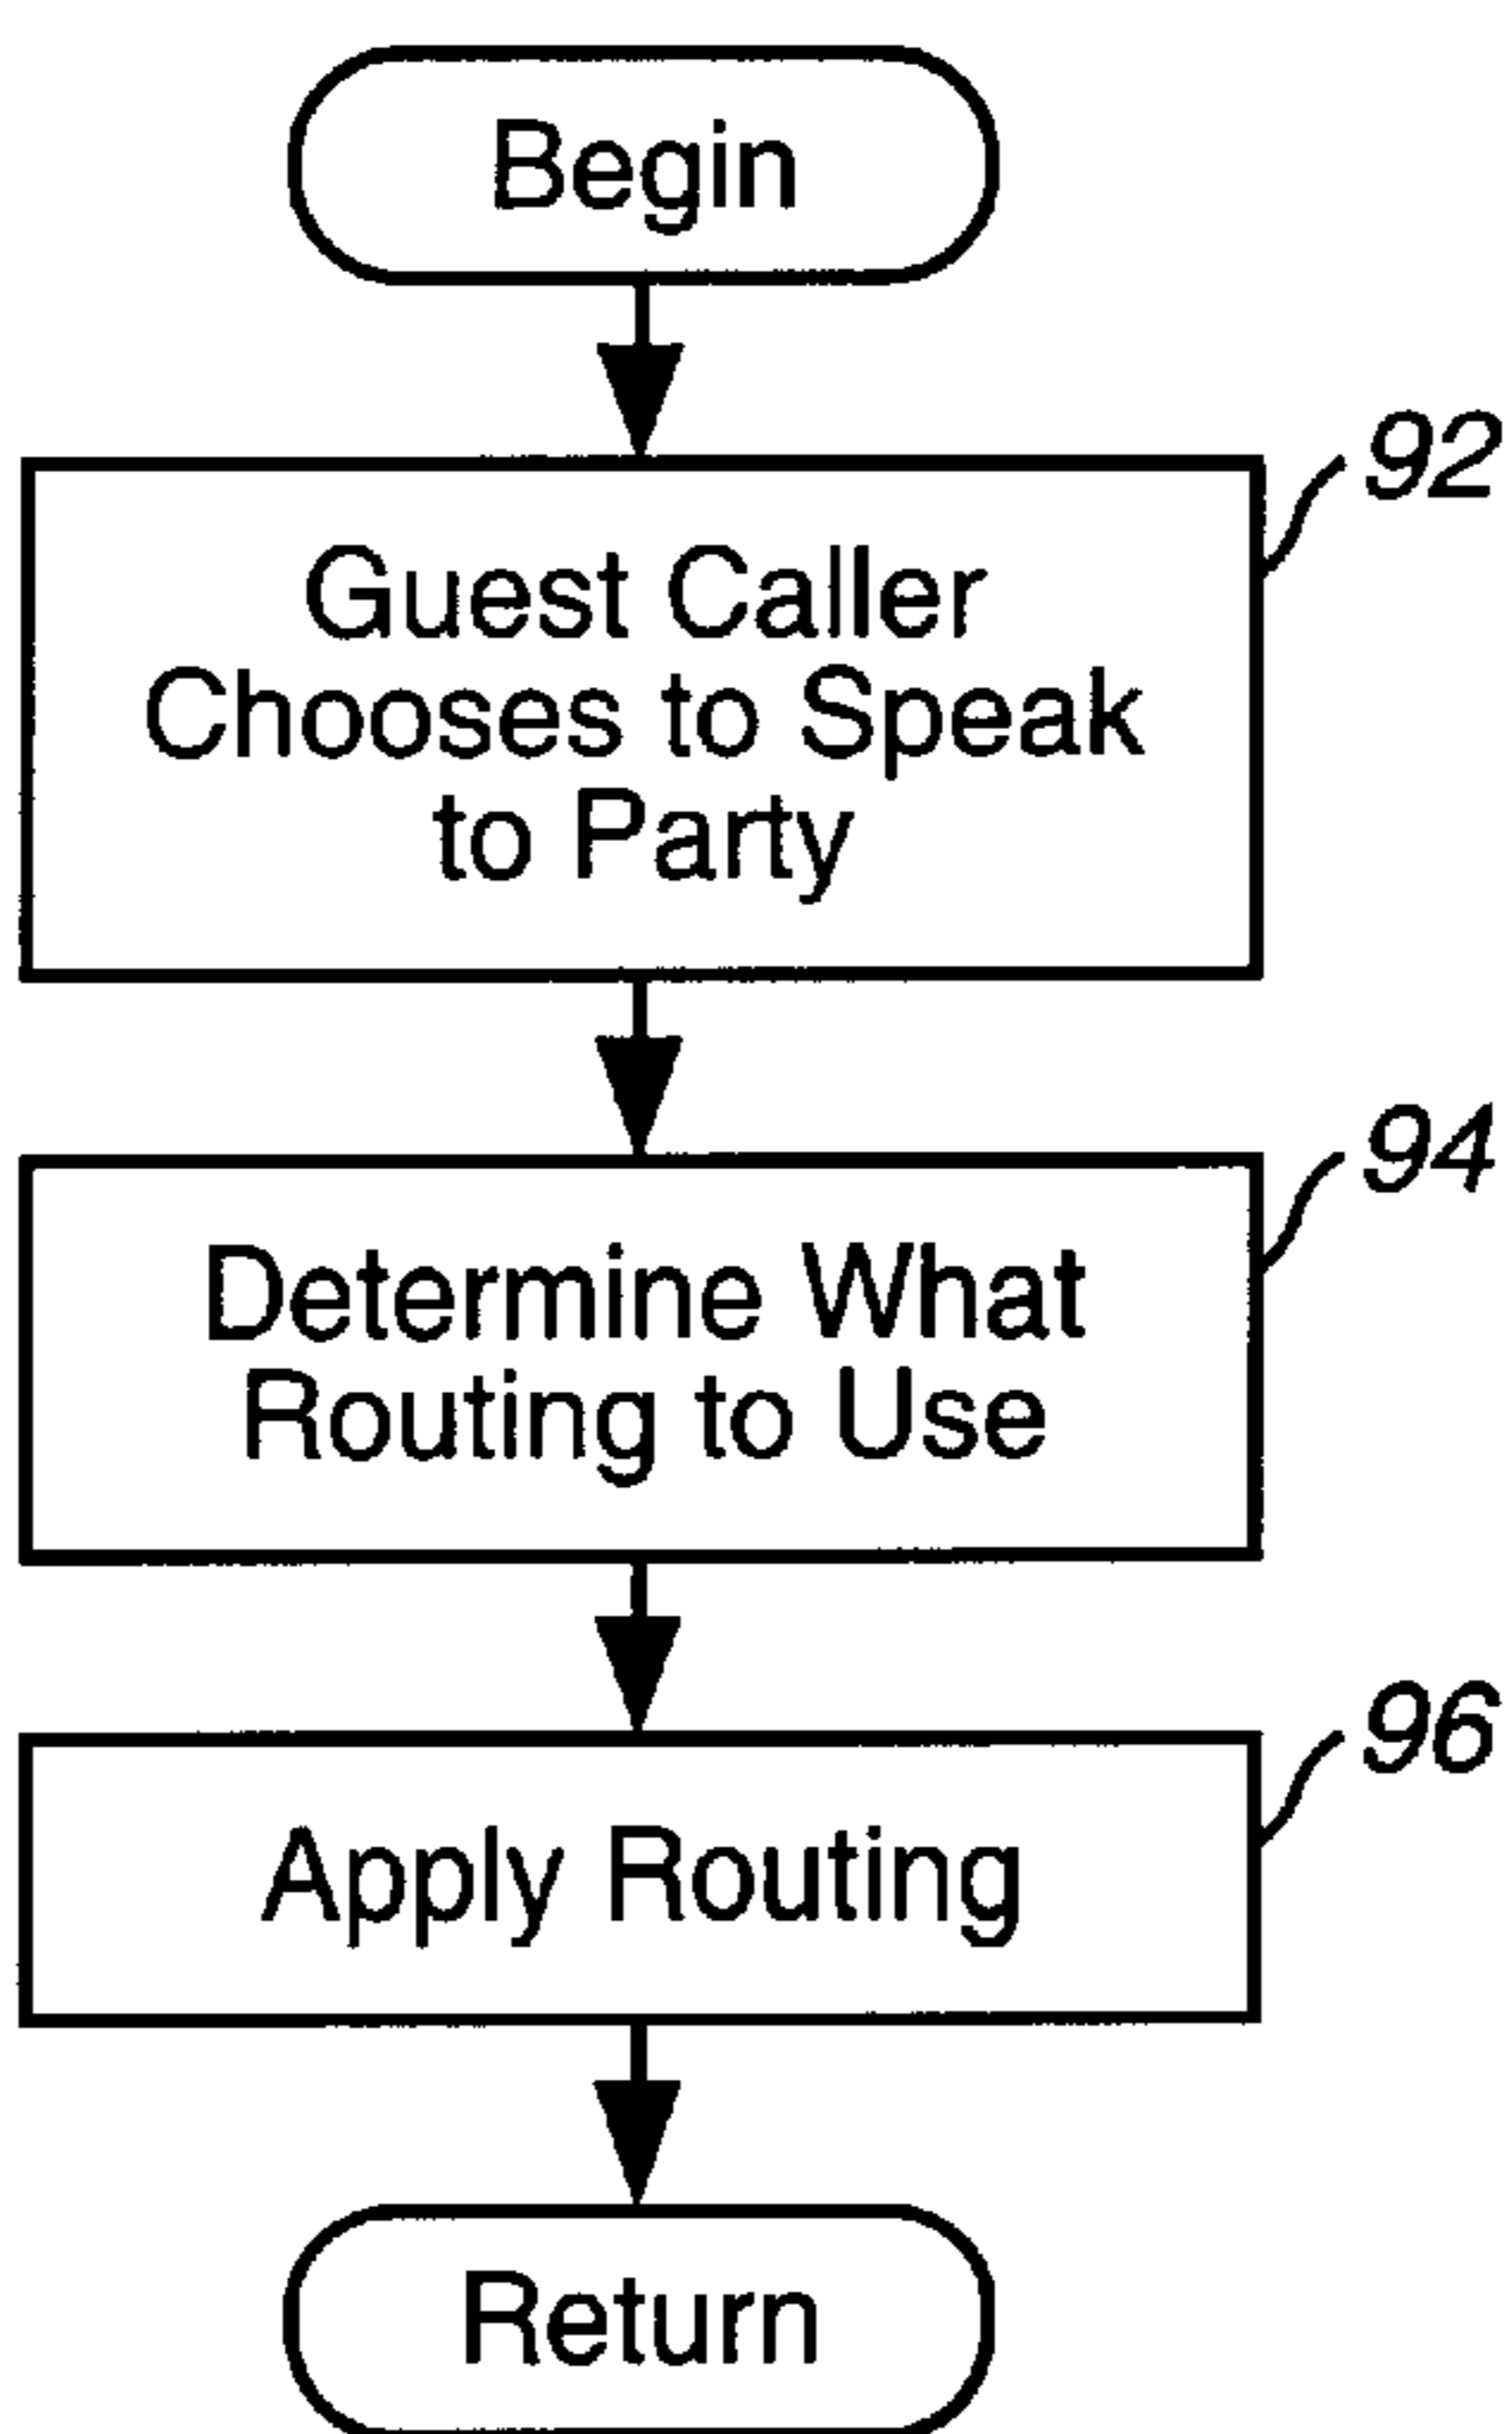 Begin
92
Guest Caller
Chooses to Speak
to Party
94
Determine What
Routing to Use
96
Apply Routing
Return